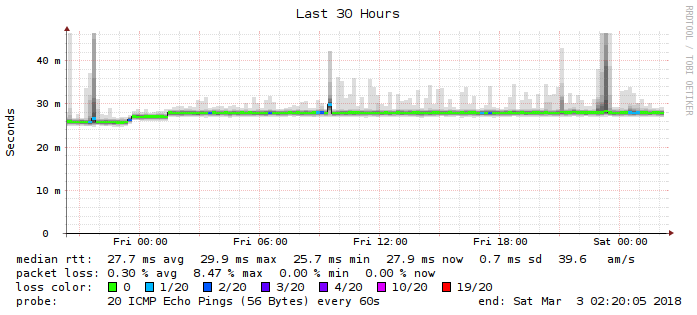 Last 30 Hours
RRDTOOL / TOBI OETIKER
Seconds
40 m
30 m
20 m
10 m
0
Fri 00:00 Fri 06:00 Fri 12:00 Fri 18:00 Sat 00:00
median rtt: 27.7 ms avg 29.9 ms max 25.7 ms min 27.9 ms now 0.7 ms sd 39.6 am/s
packet loss: 0.30 % avg 8.47 % max 0.00 % min 0.00 % now
loss color: 0 1/20 2/20 3/20 4/20 10/20 19/20
probe: 20 ICMP Echo Pings (56 Bytes) every 60s end: Sat Mar 3 02:20:05 2018